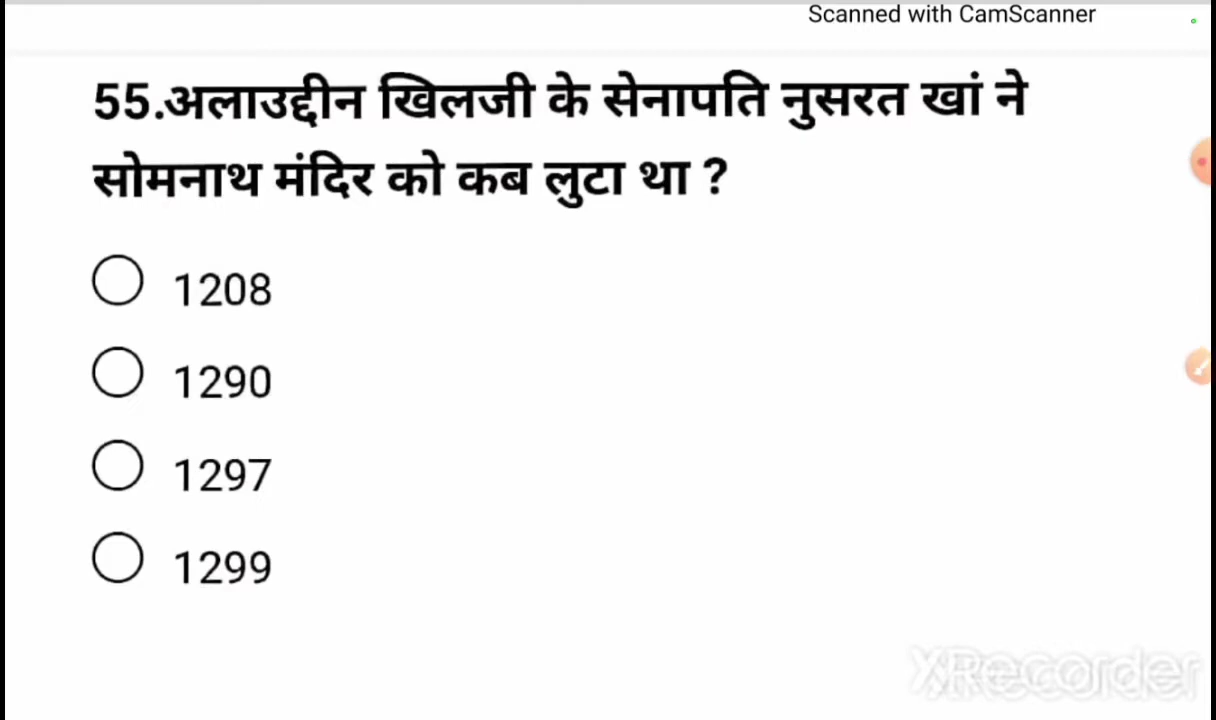 Scanned with CamScanner
55.अलाउद्दीन खिलजी के सेनापति नुसरत खां ने
सोमनाथ मंदिर को कब लुटा था ?
1208
1290
1297
1299
XRecorder